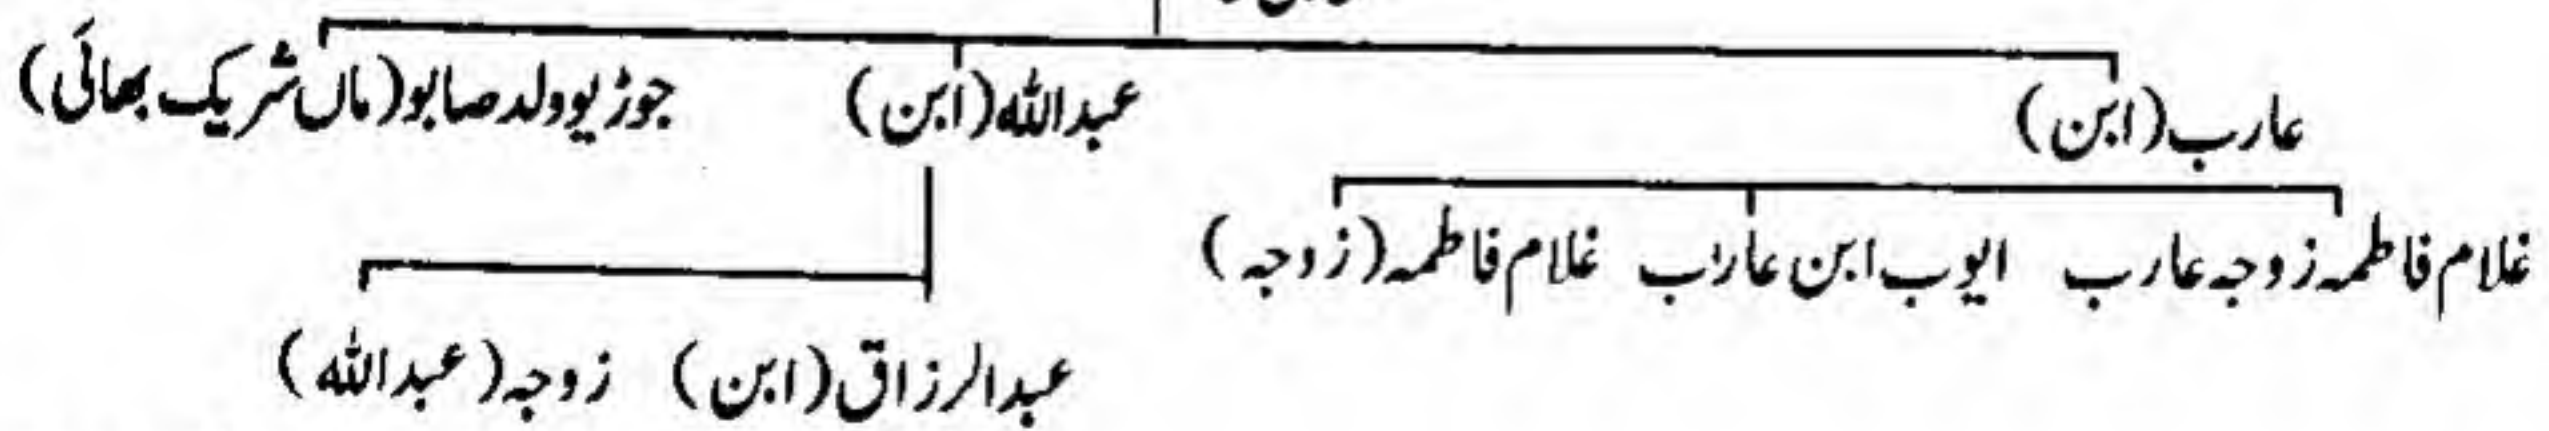 عارب (ابن) عبداللہ (ابن) جوڑیو ولد صابو (ماں شریک بھائی)
غلام فاطمہ زوجہ عارب ایوب ابن عارب غلام فاطمہ (زوجہ)
عبدالرزاق (ابن) زوجہ (عبداللہ)